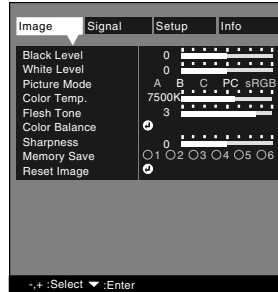 Image Signal Setup Info
Black Level 0
White Level 0
Picture Mode A B C PC sRGB
Color Temp. 7500K
Flesh Tone 3
Color Balance
Sharpness 0
Memory Save 1 2 3 4 5 6
Reset Image
-,+ :Select ▼ :Enter